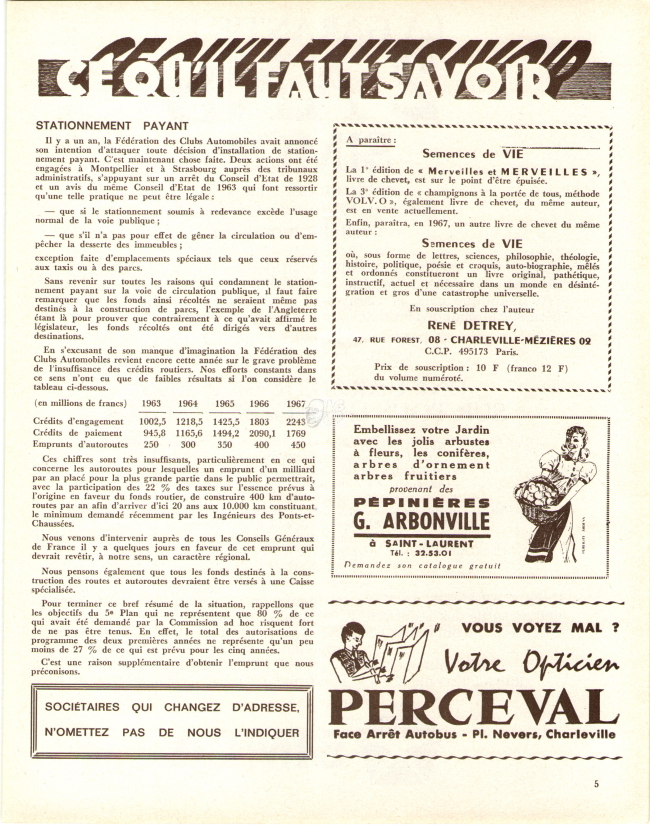 CE QU'IL FAUT SAVOIR
STATIONNEMENT PAYANT
Il y a un an, la Fédération des Clubs Automobiles avait annoncé
son intention d'attaquer toute décision d'installation de station-
nement payant. C'est maintenant chose faite. Deux actions ont été
engagées à Montpellier et à Strasbourg auprès des tribunaux
administratifs, s'appuyant sur un arrêt du Conseil d'Etat de 1928
et un avis du même Conseil d'Etat de 1963 qui font ressortir
qu'une telle pratique ne peut être légale :
— que si le stationnement soumis à redevance excède l'usage
normal de la voie publique ;
— que s'il n'a pas pour effet de gêner la circulation ou d'em-
pêcher la desserte des immeubles ;
exception faite d'emplacements spéciaux tels que ceux réservés
aux taxis ou à des parcs.
Sans revenir sur toutes les raisons qui condamnent le station-
nement payant sur la voie de circulation publique, il faut faire
remarquer que les fonds ainsi récoltés ne seraient même pas
destinés à la construction de parcs, l'exemple de l'Angleterre
étant là pour prouver que contrairement à ce qu'avait affirmé le
législateur, les fonds récoltés ont été dirigés vers d'autres
destinations.
En s'excusant de son manque d'imagination la Fédération des
Clubs Automobiles revient encore cette année sur le grave problème
de l'insuffisance des crédits routiers. Nos efforts constants dans
ce sens n'ont eu que de faibles résultats si l'on considère le
tableau ci-dessous.
(en millions de francs) 1963 1964 1965 1966 1967
Crédits d'engagement 1002,5 1218,5 1425,5 1803 2243
Crédits de paiement 945,8 1165,6 1494,2 2090,1 1769
Emprunts d'autoroutes 250 300 350 400 450
Ces chiffres sont très insuffisants, particulièrement en ce qui
concerne les autoroutes pour lesquelles un emprunt d'un milliard
par an placé pour la plus grande partie dans le public permettrait,
avec la participation des 22 % des taxes sur l'essence prévus à
l'origine en faveur du fonds routier, de construire 400 km d'auto-
routes par an afin d'arriver d'ici 20 ans aux 10.000 km constituant
le minimum demandé récemment par les Ingénieurs des Ponts-et-
Chaussées.
Nous venons d'intervenir auprès de tous les Conseils Généraux
de France il y a quelques jours en faveur de cet emprunt qui
devrait revêtir, à notre sens, un caractère régional.
Nous pensons également que tous les fonds destinés à la cons-
truction des routes et autoroutes devraient être versés à une Caisse
spécialisée.
Pour terminer ce bref résumé de la situation, rappelons que
les objectifs du 5e Plan qui ne représentent que 80 % de ce
qui avait été demandé par la Commission ad hoc risquent fort
de ne pas être tenus. En effet, le total des autorisations de
programme des deux premières années ne représente qu'un peu
moins de 27 % de ce qui est prévu pour les cinq années.
C'est une raison supplémentaire d'obtenir l'emprunt que nous
préconisons.
SOCIÉTAIRES QUI CHANGEZ D'ADRESSE,
N'OMETTEZ PAS DE NOUS L'INDIQUER
A paraître :
Semences de VIE
La 1e édition de « Merveilles et MERVEILLES »,
livre de chevet, est sur le point d'être épuisée.
La 3e édition de « champignons à la portée de tous, méthode
VOLV. O », également livre de chevet, du même auteur,
est en vente actuellement.
Enfin, paraîtra, en 1967, un autre livre de chevet du même
auteur :
Semences de VIE
où, sous forme de lettres, sciences, philosophie, théologie,
histoire, politique, poésie et craquis, auto-biographie, mêlés
et ordonnés constitueront un livre original, pathétique,
instructif, actuel et nécessaire dans un monde en désinté-
gration et gros d'une catastrophe universelle.
En souscription chez l'auteur
RENÉ DETREY,
47, RUE FOREST, 08 - CHARLEVILLE-MÉZIÈRES 02
C.C.P. 495173 Paris.
Prix de souscription : 10 F (franco 12 F)
du volume numéroté.
Embellissez votre Jardin
avec les jolis arbustes
à fleurs, les conifères,
arbres d'ornement
arbres fruitiers
provenant des
PÉPINIÈRES
G. ARBONVILLE
à SAINT-LAURENT
Tél. : 32.53.01
Demandez son catalogue gratuit
VOUS VOYEZ MAL ?
Votre Opticien
PERCEVAL
Face Arrêt Autobus - Pl. Nevers, Charleville
5